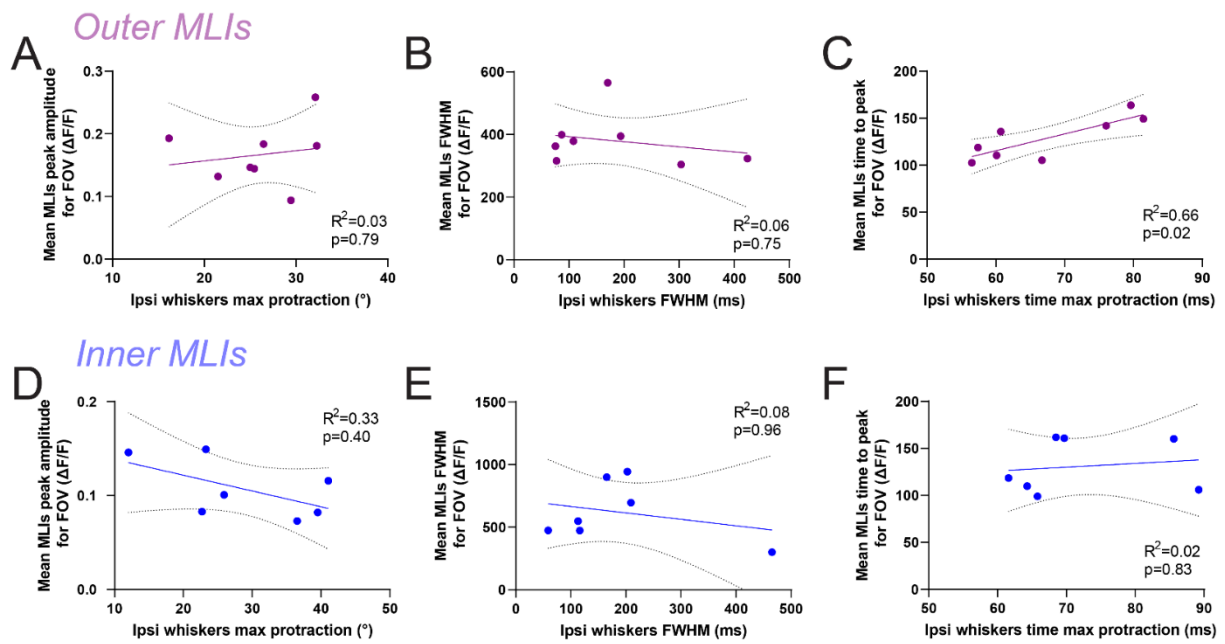 Outer MLIs
A
Mean MLIs peak amplitude
for FOV (ΔF/F)
0.3
0.2
0.1
0.0
10
20
30
40
R²=0.03
p=0.79
Ipsi whiskers max protraction (°)
B
Mean MLIs FWHM
for FOV (ΔF/F)
600
400
200
0
0
100
200
300
400
500
R²=0.06
p=0.75
Ipsi whiskers FWHM (ms)
C
Mean MLIs time to peak
for FOV (ΔF/F)
200
150
100
50
0
50
60
70
80
90
R²=0.66
p=0.02
Ipsi whiskers time max protraction (ms)
Inner MLIs
D
Mean MLIs peak amplitude
for FOV (ΔF/F)
0.2
0.1
0.0
10
20
30
40
50
R²=0.33
p=0.40
Ipsi whiskers max protraction (°)
E
Mean MLIs FWHM
for FOV (ΔF/F)
1500
1000
500
0
0
100
200
300
400
500
R²=0.08
p=0.96
Ipsi whiskers FWHM (ms)
F
Mean MLIs time to peak
for FOV (ΔF/F)
200
150
100
50
0
50
60
70
80
90
R²=0.02
p=0.83
Ipsi whiskers time max protraction (ms)